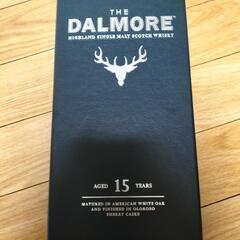 THE
DALMORE
HIGHLAND SINGLE MALT SCOTCH WHISKY
AGED 15 YEARS
MATURED IN AMERICAN WHITE OAK
AND FINISHED IN OLOROSO
SHERRY CASKS